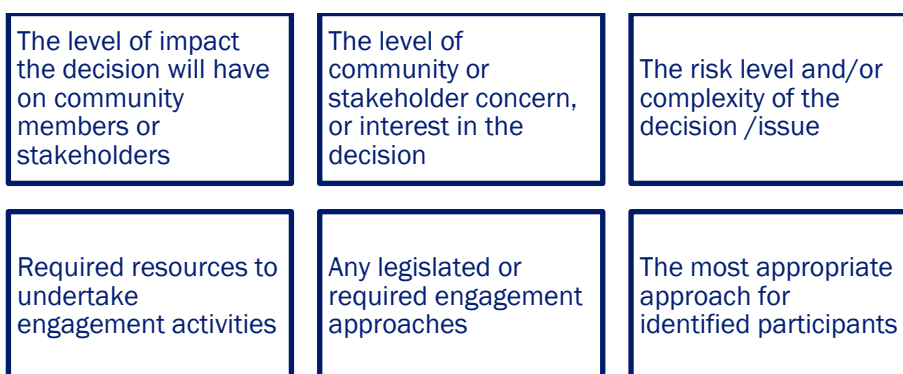 The level of impact
the decision will have
on community
members or
stakeholders
The level of
community or
stakeholder concern,
or interest in the
decision
The risk level and/or
complexity of the
decision /issue
Required resources to
undertake
engagement activities
Any legislated or
required engagement
approaches
The most appropriate
approach for
identified participants